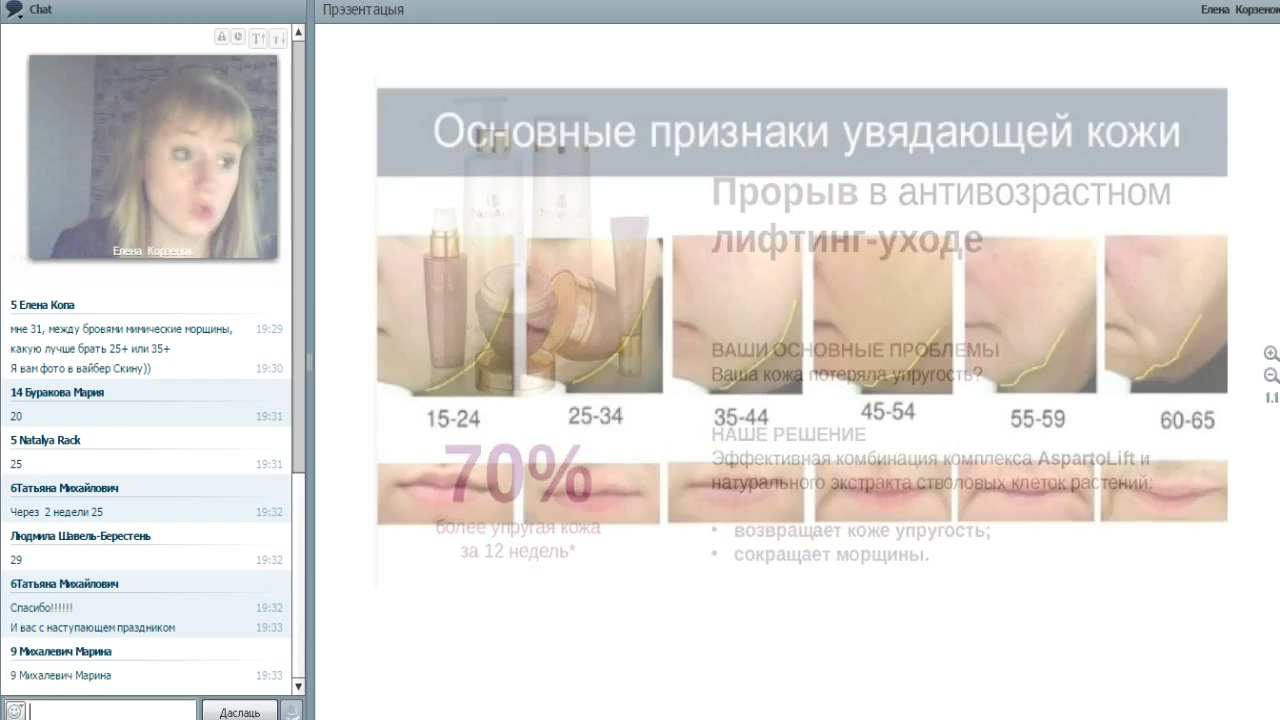 Chat
Прэзентацыя
Елена Корзенок
Елена Корзенок
5 Елена Копа
мне 31, между бровями мимические морщины, 19:29
какую лучше брать 25+ или 35+
Я вам фото в вайбер Скину)) 19:30
14 Буракова Мария
20 19:31
5 Natalya Rack
25 19:31
6Татьяна Михайлович
Через 2 недели 25 19:32
Людмила Шавель-Берестень
29 19:32
6Татьяна Михайлович
Спасибо!!!!!! 19:32
И вас с наступающем праздником 19:33
9 Михалевич Марина
9 Михалевич Марина 19:33
Даслаць
Основные признаки увядающей кожи
Прорыв в антивозрастном
лифтинг-уходе
ВАШИ ОСНОВНЫЕ ПРОБЛЕМЫ
Ваша кожа потеряла упругость?
15-24 25-34 35-44 45-54 55-59 60-65
НАШЕ РЕШЕНИЕ
Эффективная комбинация комплекса AspartoLift и
натурального экстракта стволовых клеток растений:
• возвращает коже упругость;
• сокращает морщины.
70%
более упругая кожа
за 12 недель*
1.1